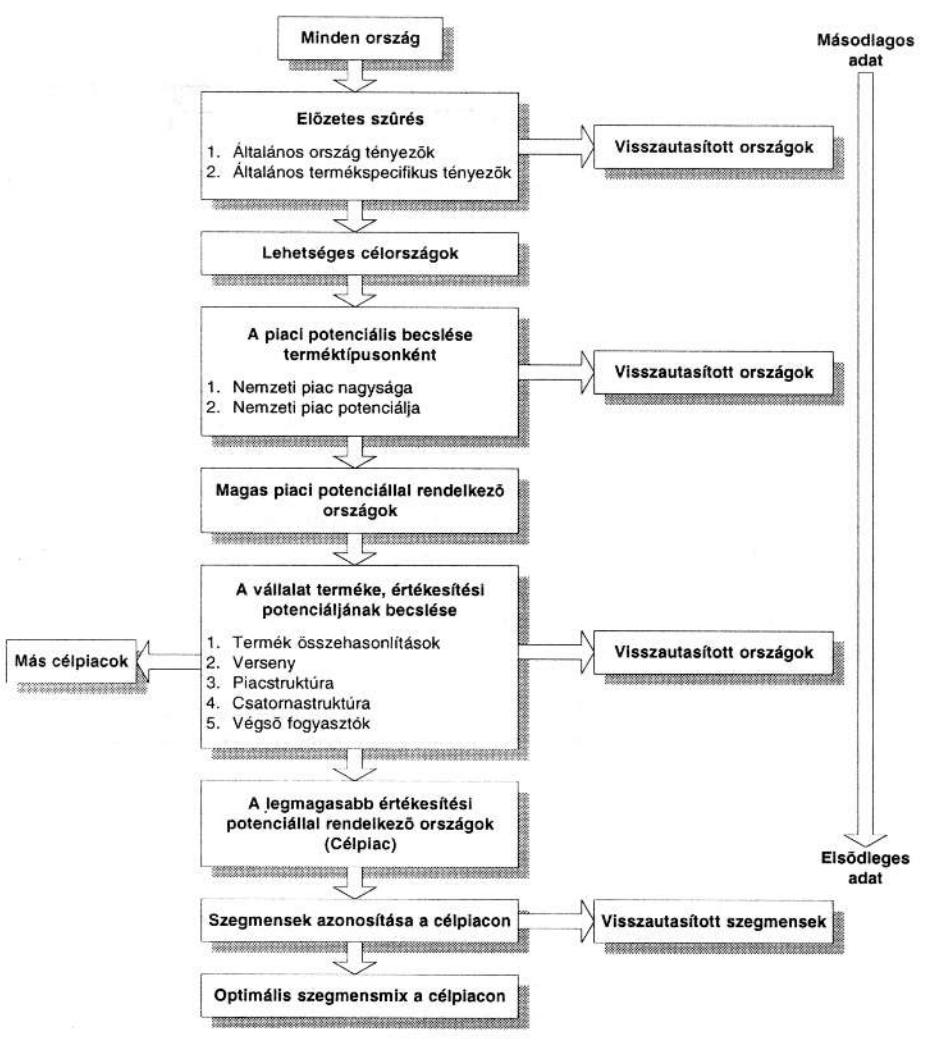 Minden ország
Másodlagos
adat
Előzetes szűrés
1. Általános ország tényezők
2. Általános termékspecifikus tényezők
Visszautasított országok
Lehetséges célországok
A piaci potenciális becslése
terméktípusonként
1. Nemzeti piac nagysága
2. Nemzeti piac potenciálja
Visszautasított országok
Magas piaci potenciállal rendelkező
országok
A vállalat terméke, értékesítési
potenciáljának becslése
1. Termék összehasonlítások
2. Verseny
3. Piacstruktúra
4. Csatornastruktúra
5. Végső fogyasztók
Más célpiacok
Visszautasított országok
A legmagasabb értékesítési
potenciállal rendelkező országok
(Célpiac)
Elsődleges
adat
Szegmensek azonosítása a célpiacon
Visszautasított szegmensek
Optimális szegmensmix a célpiacon